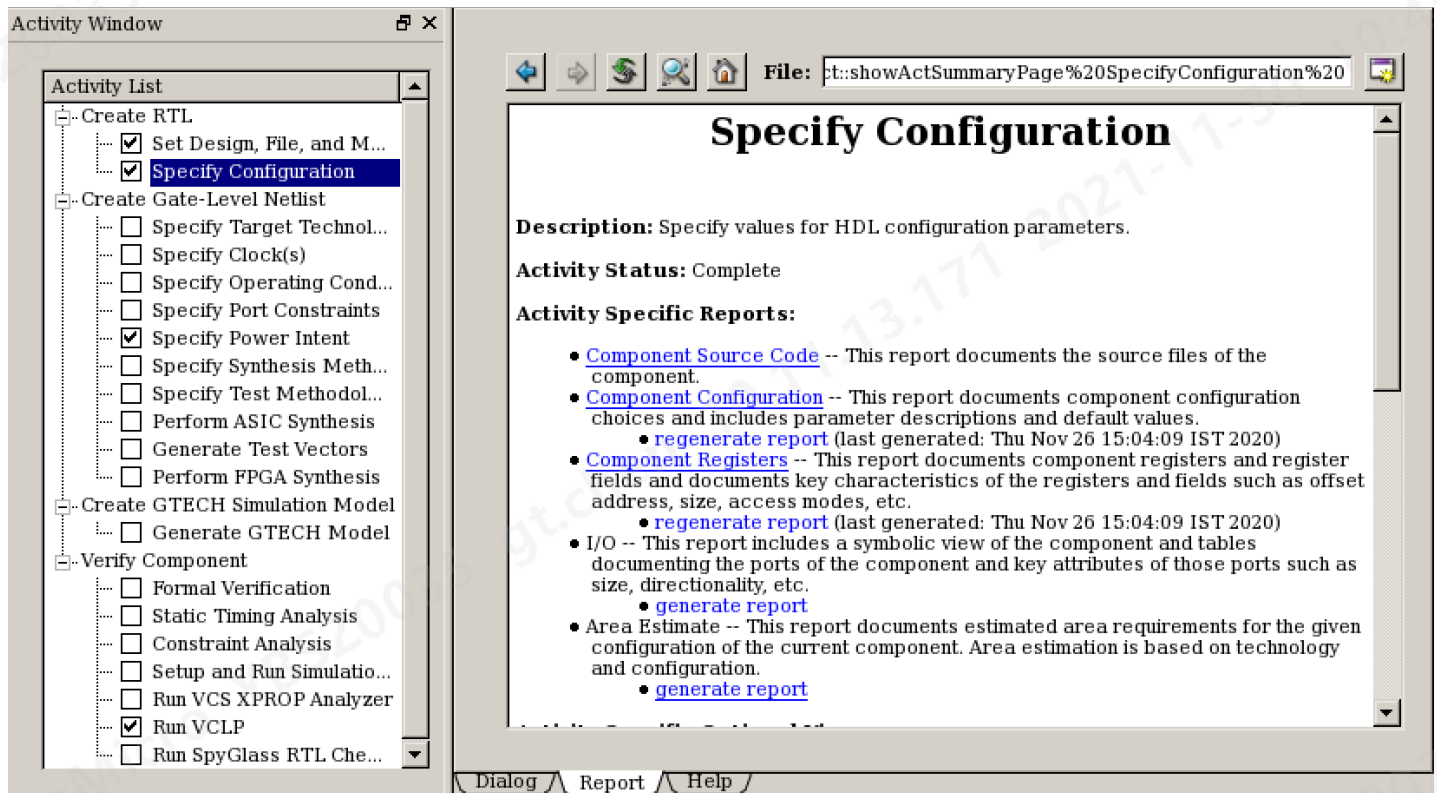 Activity Window
Activity List
Create RTL
Set Design, File, and M...
Specify Configuration
Create Gate-Level Netlist
Specify Target Technol...
Specify Clock(s)
Specify Operating Cond...
Specify Port Constraints
Specify Power Intent
Specify Synthesis Meth...
Specify Test Methodol...
Perform ASIC Synthesis
Generate Test Vectors
Perform FPGA Synthesis
Create GTECH Simulation Model
Generate GTECH Model
Verify Component
Formal Verification
Static Timing Analysis
Constraint Analysis
Setup and Run Simulatio...
Run VCS XPROP Analyzer
Run VCLP
Run SpyGlass RTL Che...
File: ct::showActSummaryPage%20SpecifyConfiguration%20
Specify Configuration
Description: Specify values for HDL configuration parameters.
Activity Status: Complete
Activity Specific Reports:
Component Source Code -- This report documents the source files of the
component.
Component Configuration -- This report documents component configuration
choices and includes parameter descriptions and default values.
regenerate report (last generated: Thu Nov 26 15:04:09 IST 2020)
Component Registers -- This report documents component registers and register
fields and documents key characteristics of the registers and fields such as offset
address, size, access modes, etc.
regenerate report (last generated: Thu Nov 26 15:04:09 IST 2020)
I/O -- This report includes a symbolic view of the component and tables
documenting the ports of the component and key attributes of those ports such as
size, directionality, etc.
generate report
Area Estimate -- This report documents estimated area requirements for the given
configuration of the current component. Area estimation is based on technology
and configuration.
generate report
Dialog
Report
Help